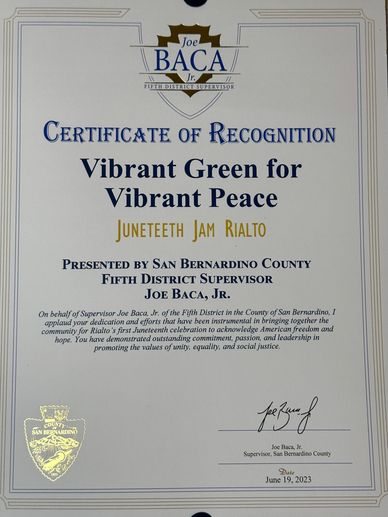 Joe
BACA
Jr.
FIFTH DISTRICT SUPERVISOR
CERTIFICATE OF RECOGNITION
Vibrant Green for
Vibrant Peace
JUNETEETH JAM RIALTO
PRESENTED BY SAN BERNARDINO COUNTY
FIFTH DISTRICT SUPERVISOR
JOE BACA, JR.
On behalf of Supervisor Joe Baca, Jr. of the Fifth District in the County of San Bernardino, I
applaud your dedication and efforts that have been instrumental in bringing together the
community for Rialto's first Juneteenth celebration to acknowledge American freedom and
hope. You have demonstrated outstanding commitment, passion, and leadership in
promoting the values of unity, equality, and social justice.
COUNTY
SAN BERNARDINO
Joe Baca, Jr.
Supervisor, San Bernardino County
Date
June 19, 2023